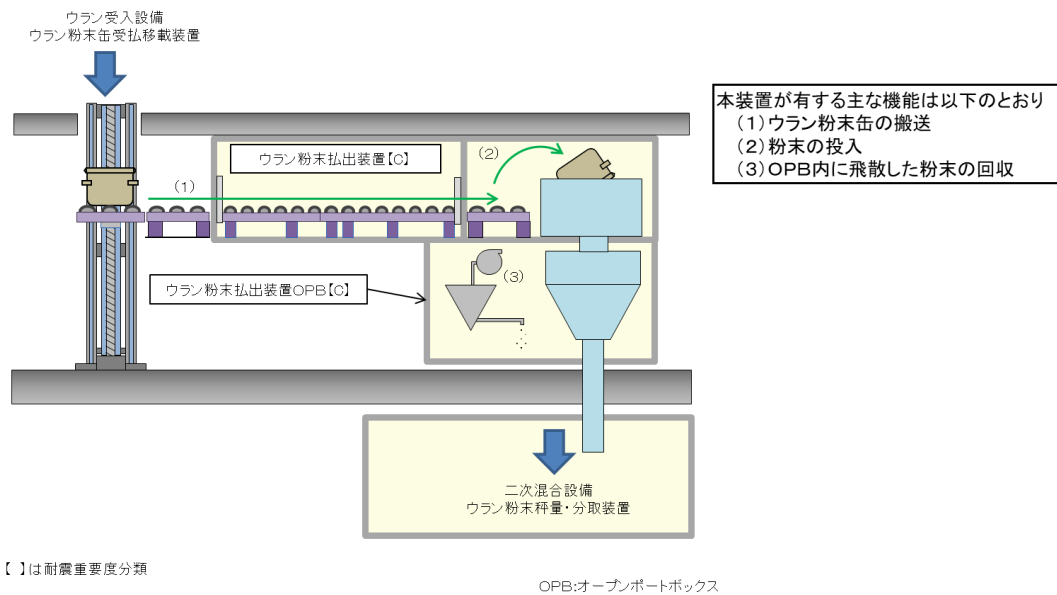 ウラン受入設備
ウラン粉末缶受払移載装置
本装置が有する主な機能は以下のとおり
(1)ウラン粉末缶の搬送
(2)粉末の投入
(3)OPB内に飛散した粉末の回収
ウラン粉末払出装置【C】
(2)
(1)
(3)
ウラン粉末払出装置OPB【C】
二次混合設備
ウラン粉末秤量・分取装置
【 】は耐震重要度分類
OPB:オープンポートボックス